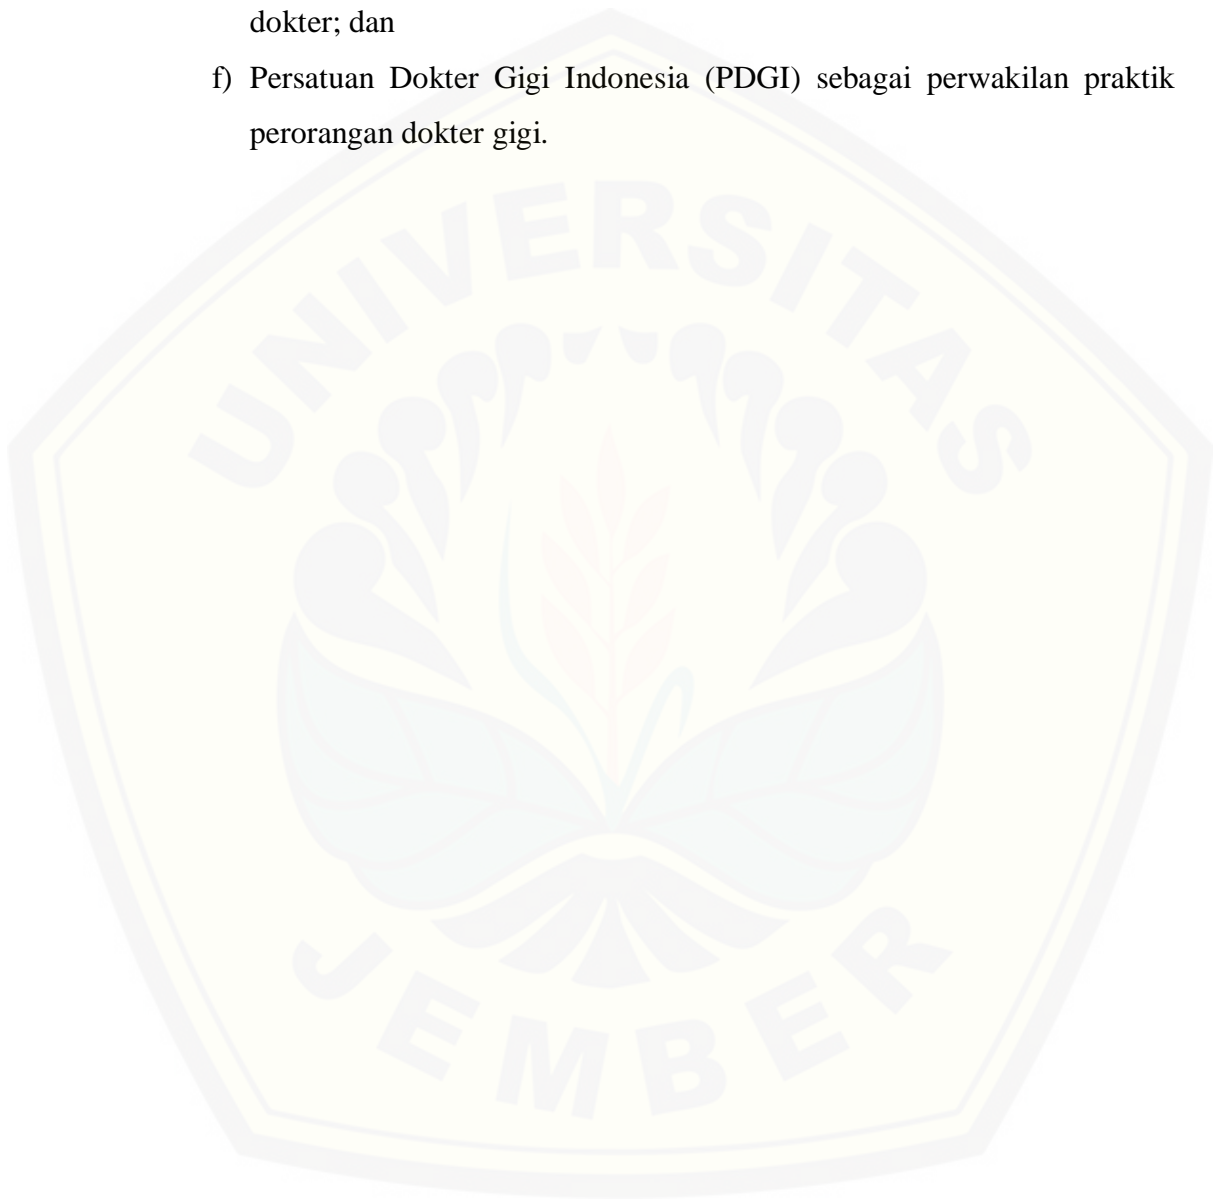 dokter; dan
f) Persatuan Dokter Gigi Indonesia (PDGI) sebagai perwakilan praktik
perorangan dokter gigi.
UNIVERSITAS
JEMBER